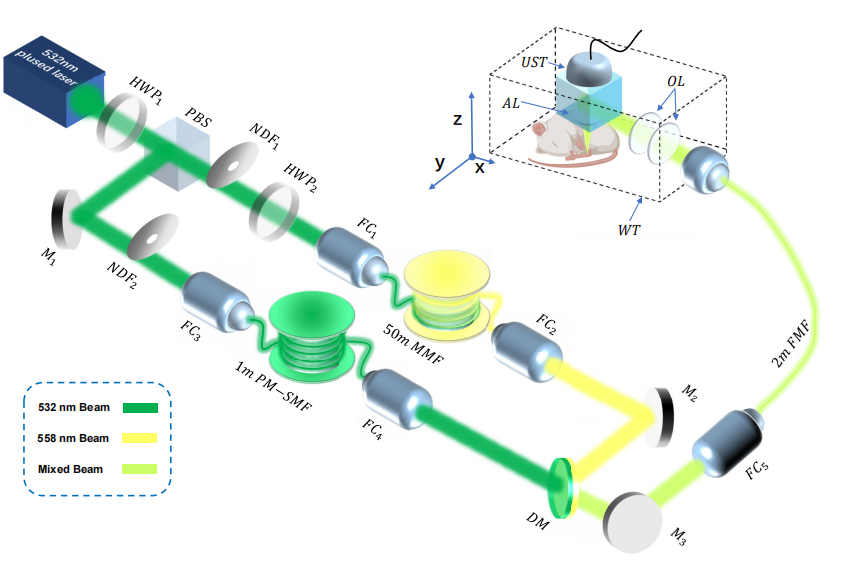 532nm
plused laser
HWP₁
PBS
NDF₁
HWP₂
FC₁
M₁
NDF₂
FC₃
1m PM−SMF
50m MMF
FC₂
FC₄
M₂
DM
M₃
FC₅
2m FMF
UST
OL
AL
WT
z
y
x
532 nm Beam
558 nm Beam
Mixed Beam